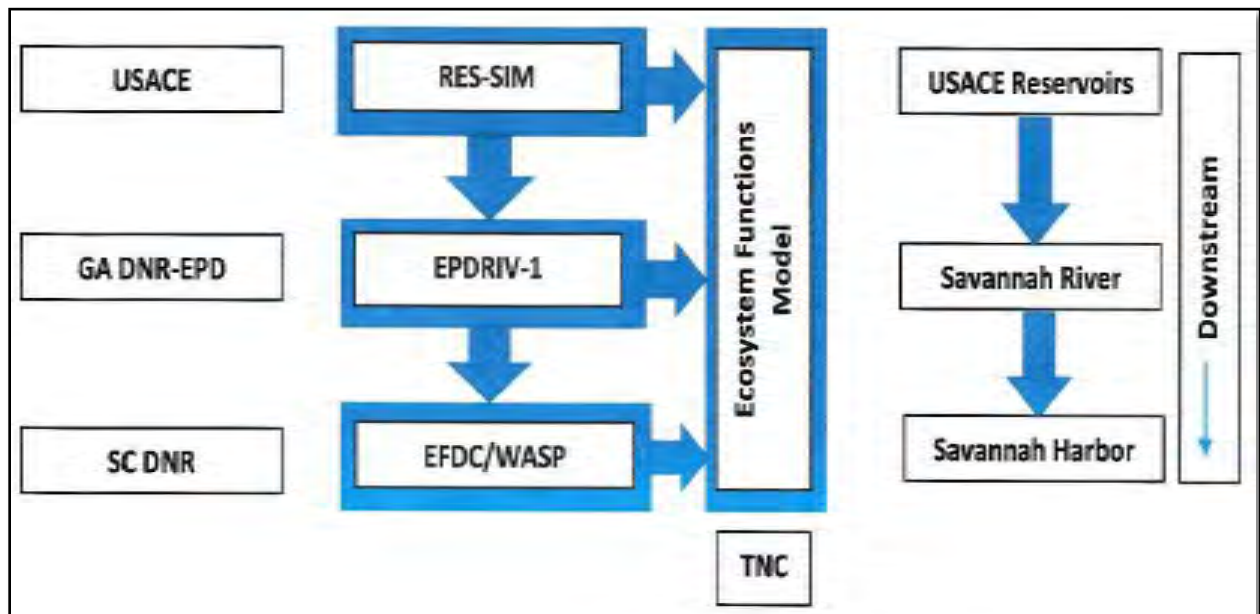 USACE
RES-SIM
USACE Reservoirs
GA DNR-EPD
EPDRIV-1
Ecosystem Functions
Model
Savannah River
Downstream
SC DNR
EFDC/WASP
Savannah Harbor
TNC